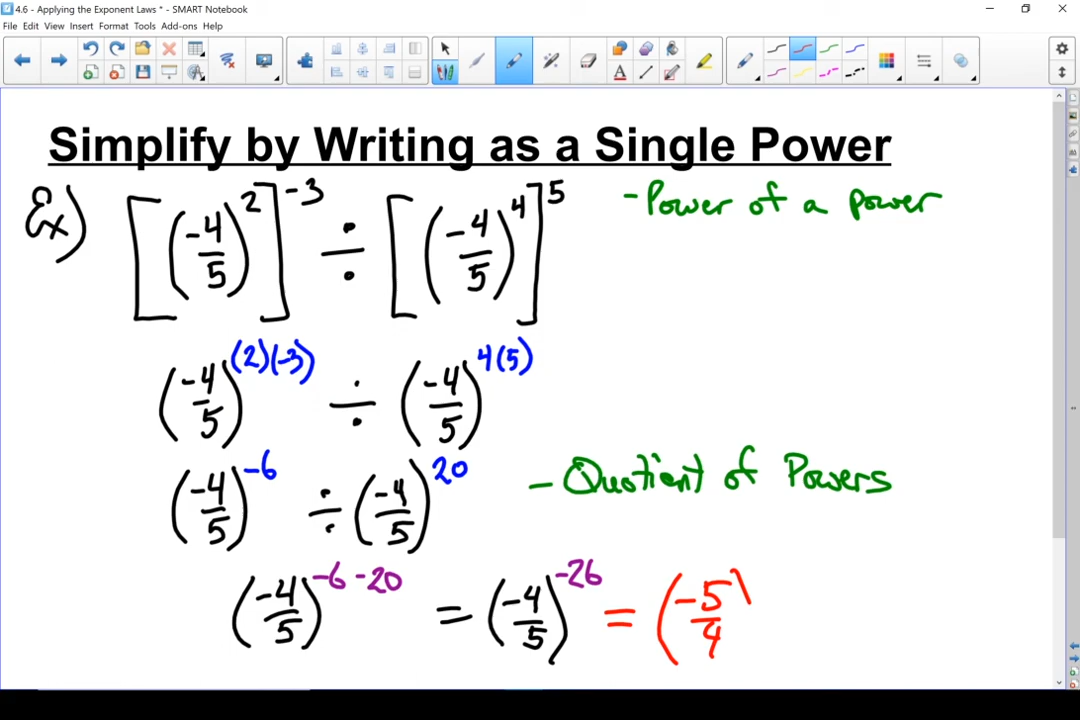 4.6 Applying the Exponent Laws * - SMART Notebook
File Edit View Insert Format Tools Add-ons Help
Simplify by Writing as a Single Power
Ex) [(-4/5)^2]^-3 ÷ [(-4/5)^4]^5 - Power of a power
(-4/5)^(2)(-3) ÷ (-4/5)^4(5)
(-4/5)^-6 ÷ (-4/5)^20 - Quotient of Powers
(-4/5)^-6-20 = (-4/5)^-26 = (-5/4)